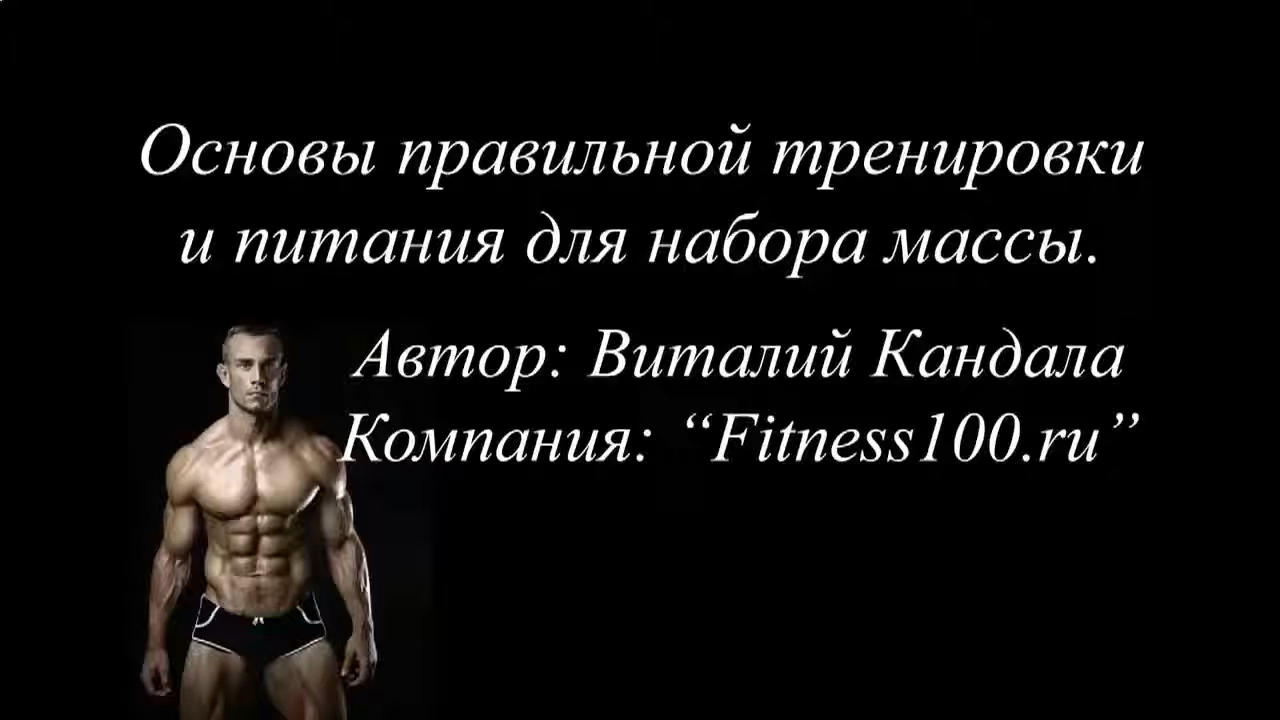 Основы правильной тренировки
и питания для набора массы.
Автор: Виталий Кандала
Компания: “Fitness100.ru”